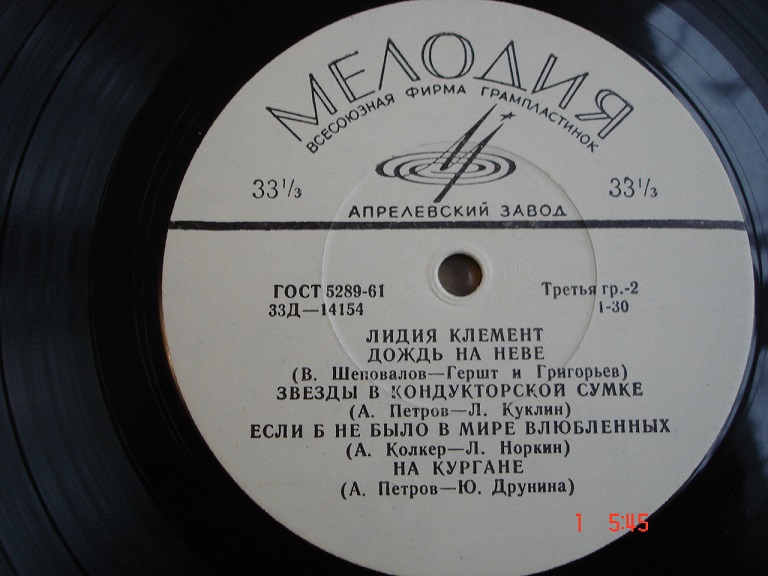 МЕЛОДИЯ
ВСЕСОЮЗНАЯ ФИРМА ГРАМПЛАСТИНОК
33⅓ 33⅓
АПРЕЛЕВСКИЙ ЗАВОД
ГОСТ 5289-61 Третья гр.-2
33Д—14154 1-30
ЛИДИЯ КЛЕМЕНТ
ДОЖДЬ НА НЕВЕ
(В. Шеповалов—Гершт и Григорьев)
ЗВЕЗДЫ В КОНДУКТОРСКОЙ СУМКЕ
(А. Петров—Л. Куклин)
ЕСЛИ Б НЕ БЫЛО В МИРЕ ВЛЮБЛЕННЫХ
(А. Колкер—Л. Норкин)
НА КУРГАНЕ
(А. Петров—Ю. Друнина)
1 5:45